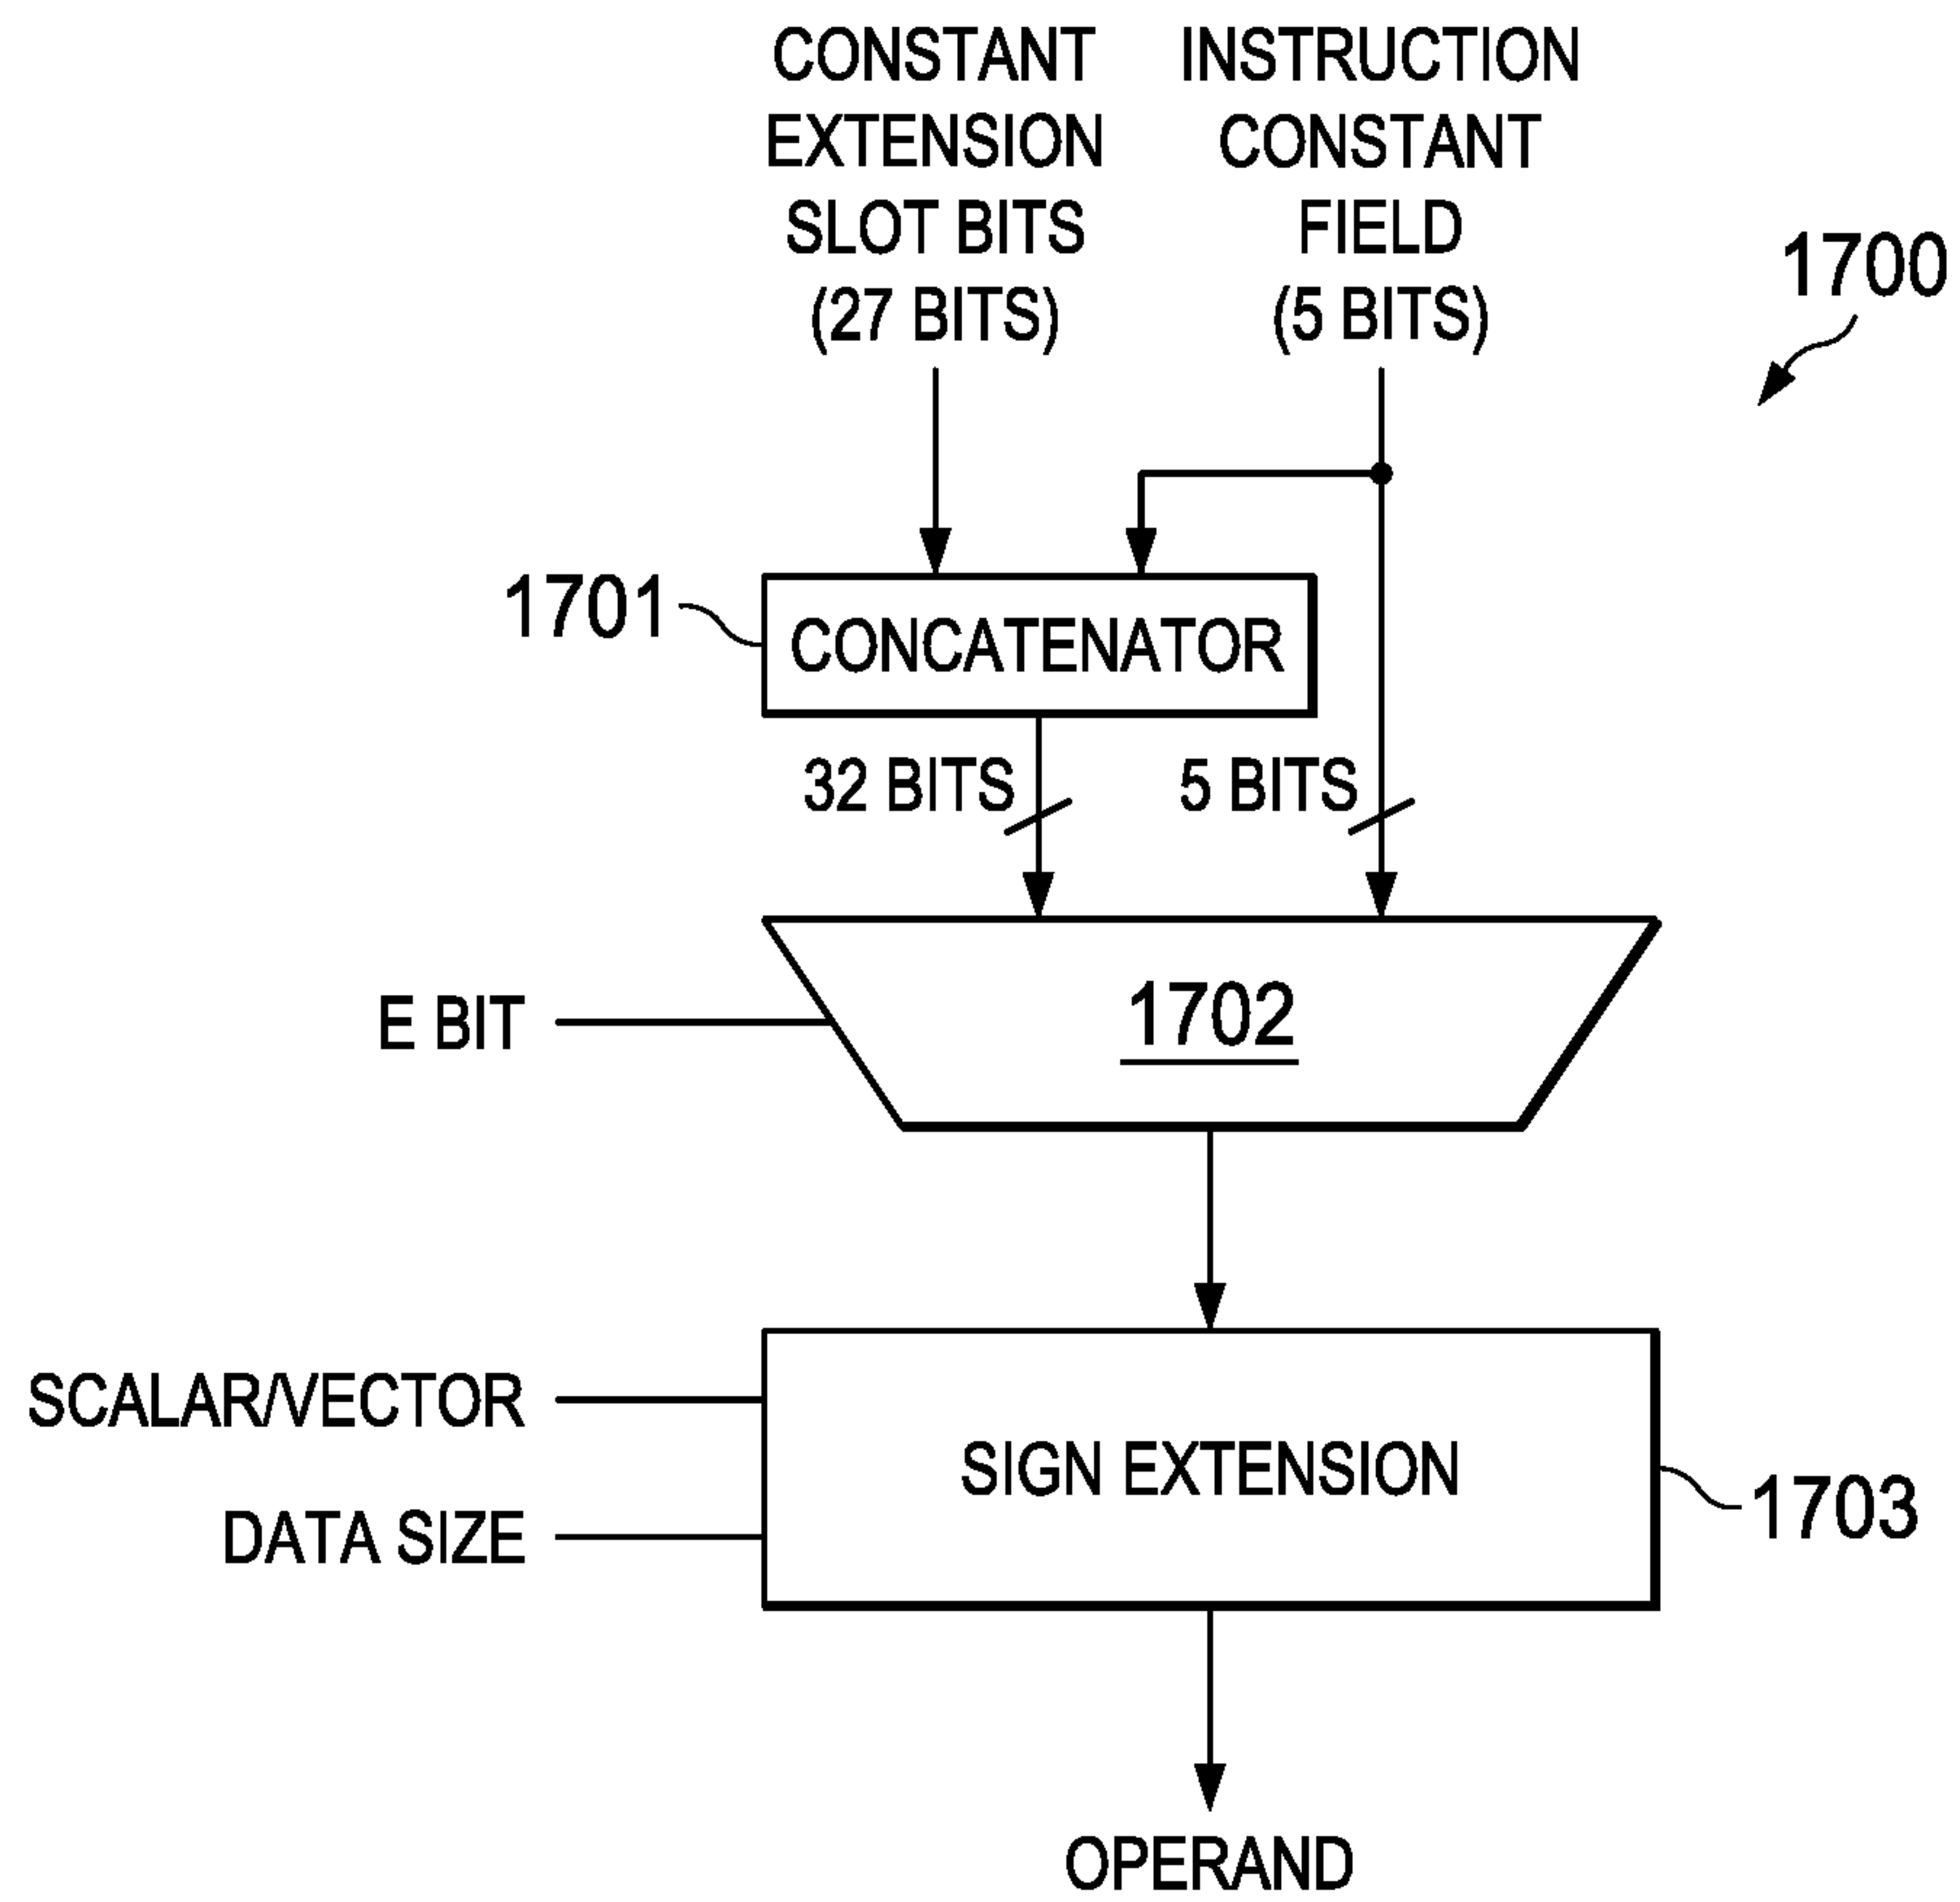 CONSTANT
EXTENSION
SLOT BITS
(27 BITS)
INSTRUCTION
CONSTANT
FIELD
(5 BITS)
1700
1701
CONCATENATOR
32 BITS
5 BITS
E BIT
1702
SCALAR/VECTOR
DATA SIZE
SIGN EXTENSION
1703
OPERAND